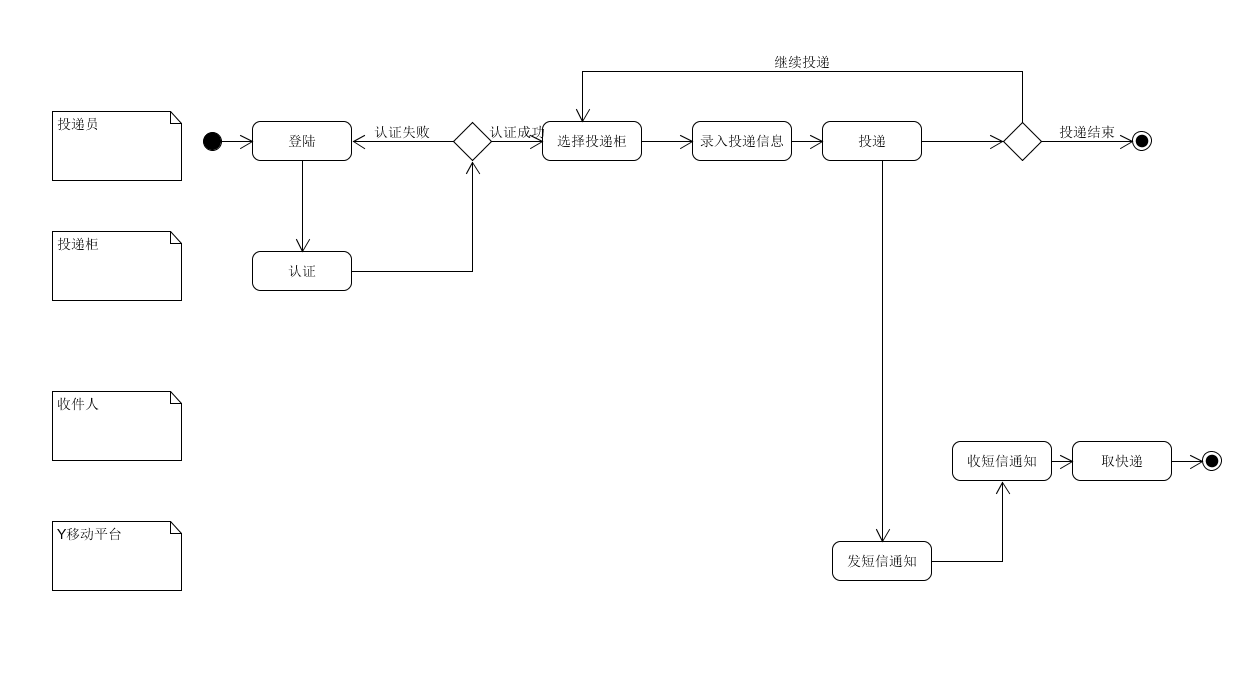 继续投递
投递员
登陆
认证失败
认证成功
选择投递柜
录入投递信息
投递
投递结束
投递柜
认证
收件人
收短信通知
取快递
Y移动平台
发短信通知